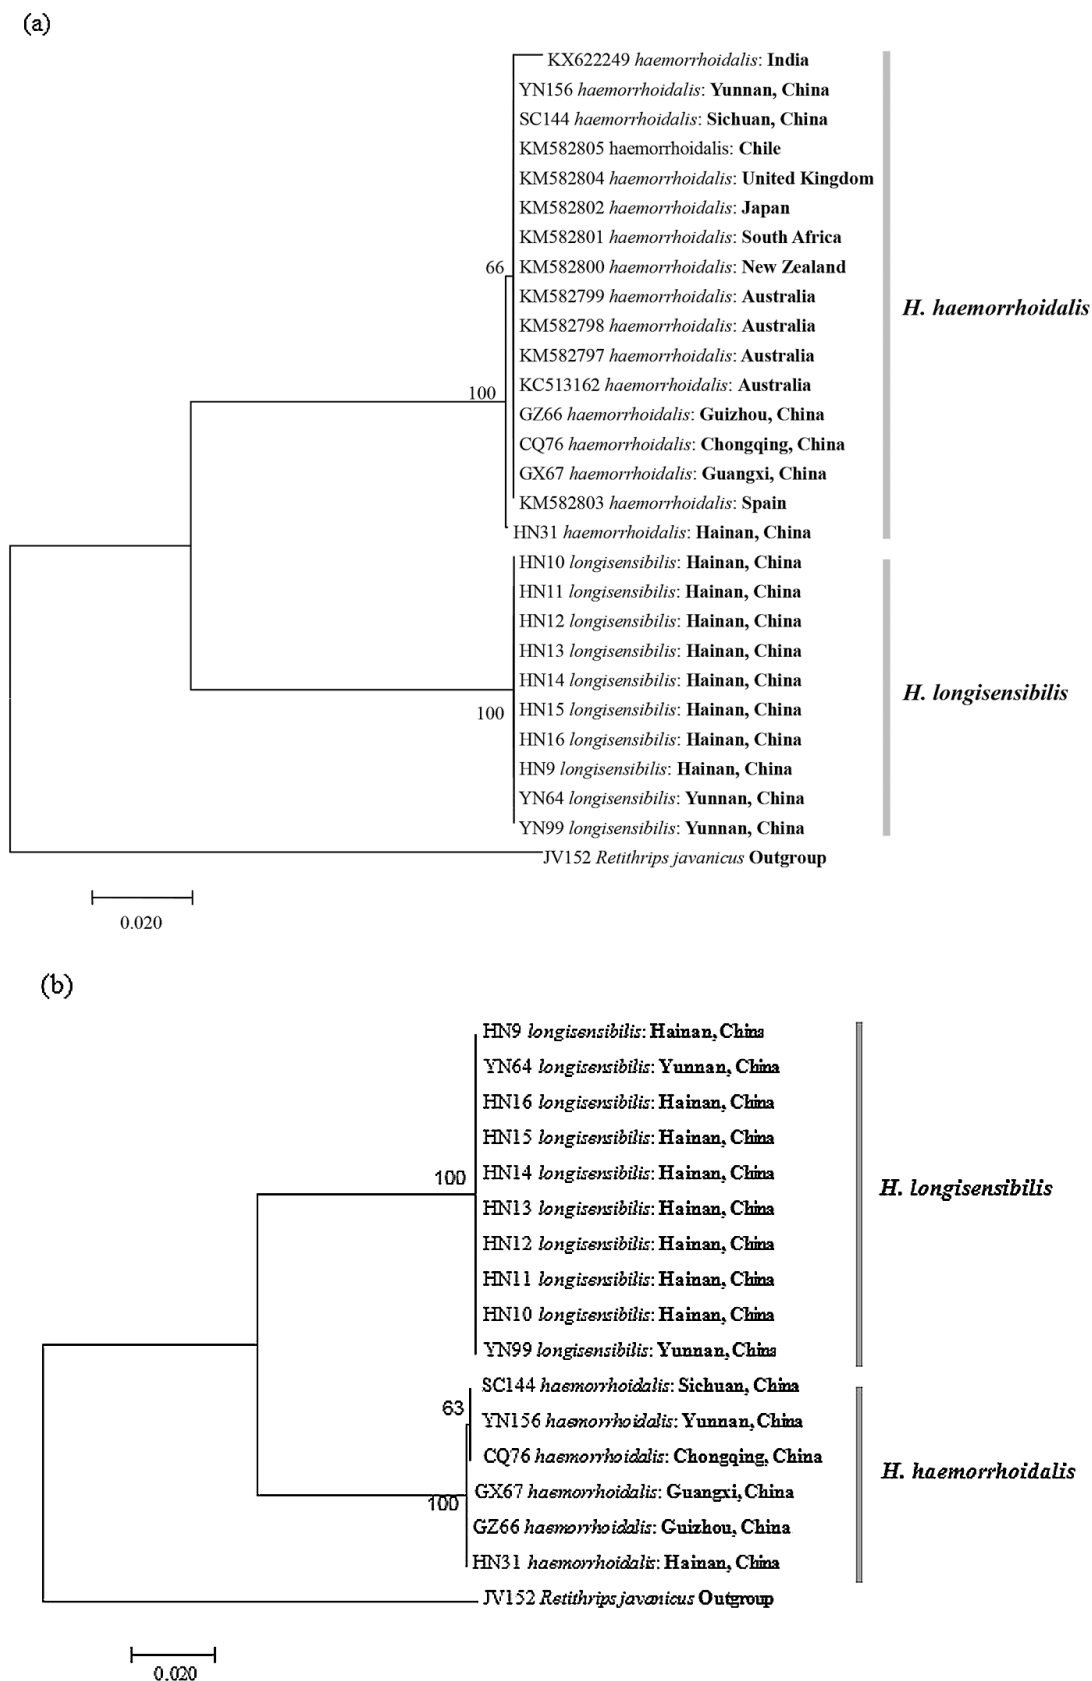 (a)
KX622249 haemorrhoidalis: India
YN156 haemorrhoidalis: Yunnan, China
SC144 haemorrhoidalis: Sichuan, China
KM582805 haemorrhoidalis: Chile
KM582804 haemorrhoidalis: United Kingdom
KM582802 haemorrhoidalis: Japan
KM582801 haemorrhoidalis: South Africa
66
KM582800 haemorrhoidalis: New Zealand
KM582799 haemorrhoidalis: Australia
H. haemorrhoidalis
KM582798 haemorrhoidalis: Australia
KM582797 haemorrhoidalis: Australia
KC513162 haemorrhoidalis: Australia
100
GZ66 haemorrhoidalis: Guizhou, China
CQ76 haemorrhoidalis: Chongqing, China
GX67 haemorrhoidalis: Guangxi, China
KM582803 haemorrhoidalis: Spain
HN31 haemorrhoidalis: Hainan, China
HN10 longisensibilis: Hainan, China
HN11 longisensibilis: Hainan, China
HN12 longisensibilis: Hainan, China
HN13 longisensibilis: Hainan, China
HN14 longisensibilis: Hainan, China
H. longisensibilis
HN15 longisensibilis: Hainan, China
100
HN16 longisensibilis: Hainan, China
HN9 longisensibilis: Hainan, China
YN64 longisensibilis: Yunnan, China
YN99 longisensibilis: Yunnan, China
JV152 Retithrips javanicus Outgroup
0.020
(b)
HN9 longisensibilis: Hainan, China
YN64 longisensibilis: Yunnan, China
HN16 longisensibilis: Hainan, China
HN15 longisensibilis: Hainan, China
100
HN14 longisensibilis: Hainan, China
H. longisensibilis
HN13 longisensibilis: Hainan, China
HN12 longisensibilis: Hainan, China
HN11 longisensibilis: Hainan, China
HN10 longisensibilis: Hainan, China
YN99 longisensibilis: Yunnan, China
SC144 haemorrhoidalis: Sichuan, China
63
YN156 haemorrhoidalis: Yunnan, China
CQ76 haemorrhoidalis: Chongqing, China
H. haemorrhoidalis
GX67 haemorrhoidalis: Guangxi, China
100
GZ66 haemorrhoidalis: Guizhou, China
HN31 haemorrhoidalis: Hainan, China
JV152 Retithrips javanicus Outgroup
0.020